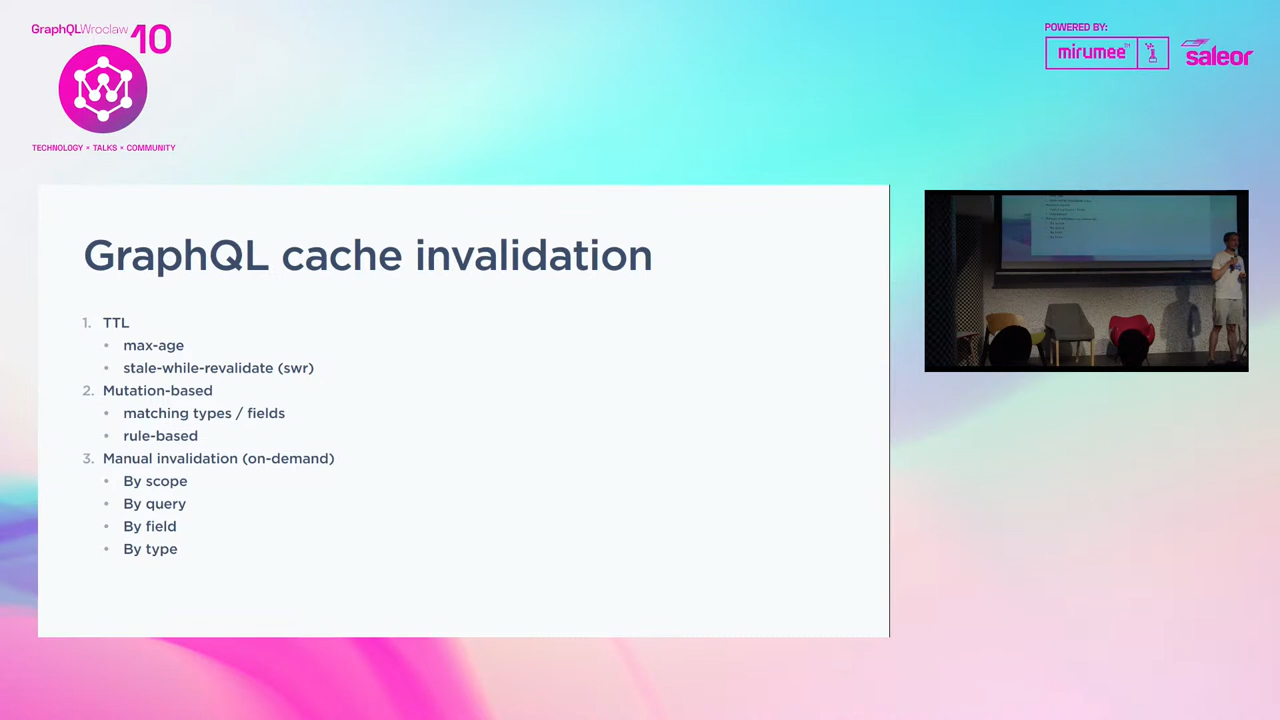 GraphQLWroclaw 10
TECHNOLOGY × TALKS × COMMUNITY
POWERED BY:
mirumee
saleor
GraphQL cache invalidation
1. TTL
• max-age
• stale-while-revalidate (swr)
2. Mutation-based
• matching types / fields
• rule-based
3. Manual invalidation (on-demand)
• By scope
• By query
• By field
• By type